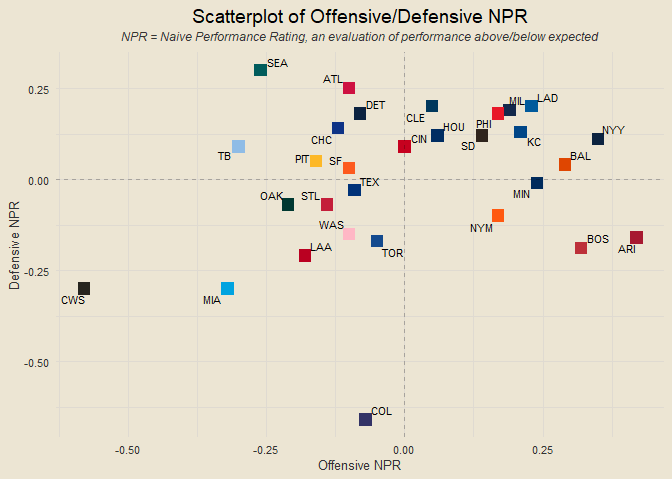 Scatterplot of Offensive/Defensive NPR
NPR = Naive Performance Rating, an evaluation of performance above/below expected
SEA
ATL
0.25
DET
MIL
LAD
CLE
PHI
HOU
NYY
CHC
CIN
SD
KC
TB
PIT
SF
BAL
0.00
TEX
MIN
OAK
STL
WAS
NYM
BOS
LAA
TOR
ARI
Defensive NPR
-0.25
CWS
MIA
-0.50
COL
-0.50
-0.25
0.00
0.25
Offensive NPR